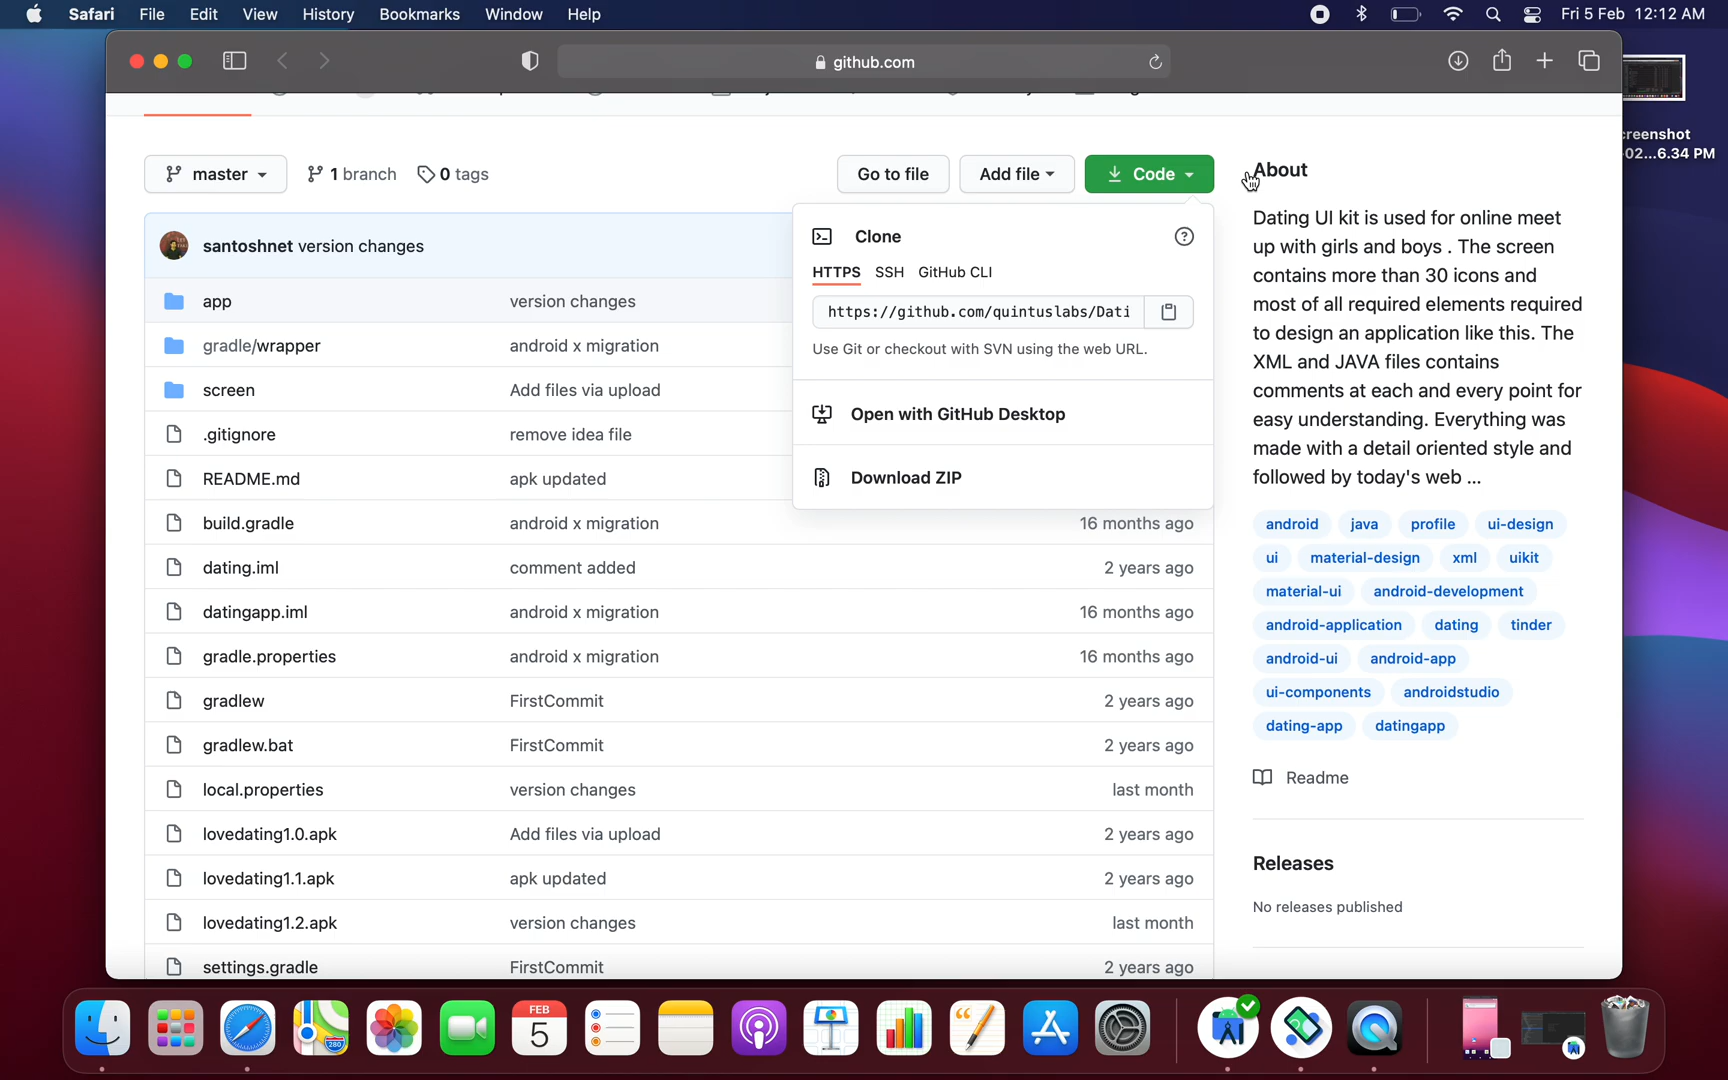 Safari File Edit View History Bookmarks Window Help Fri 5 Feb 12:12 AM
github.com
creenshot
-02...6.34 PM
master 1 branch 0 tags Go to file Add file Code
About
santoshnet version changes
Clone
HTTPS SSH GitHub CLI
https://github.com/quintuslabs/Dati
Use Git or checkout with SVN using the web URL.
Open with GitHub Desktop
Download ZIP
app version changes
gradle/wrapper android x migration
screen Add files via upload
.gitignore remove idea file
README.md apk updated
build.gradle android x migration 16 months ago
dating.iml comment added 2 years ago
datingapp.iml android x migration 16 months ago
gradle.properties android x migration 16 months ago
gradlew FirstCommit 2 years ago
gradlew.bat FirstCommit 2 years ago
local.properties version changes last month
lovedating1.0.apk Add files via upload 2 years ago
lovedating1.1.apk apk updated 2 years ago
lovedating1.2.apk version changes last month
settings.gradle FirstCommit 2 years ago
Dating UI kit is used for online meet
up with girls and boys . The screen
contains more than 30 icons and
most of all required elements required
to design an application like this. The
XML and JAVA files contains
comments at each and every point for
easy understanding. Everything was
made with a detail oriented style and
followed by today's web ...
android java profile ui-design
ui material-design xml uikit
material-ui android-development
android-application dating tinder
android-ui android-app
ui-components androidstudio
dating-app datingapp
Readme
Releases
No releases published
280
FEB
5